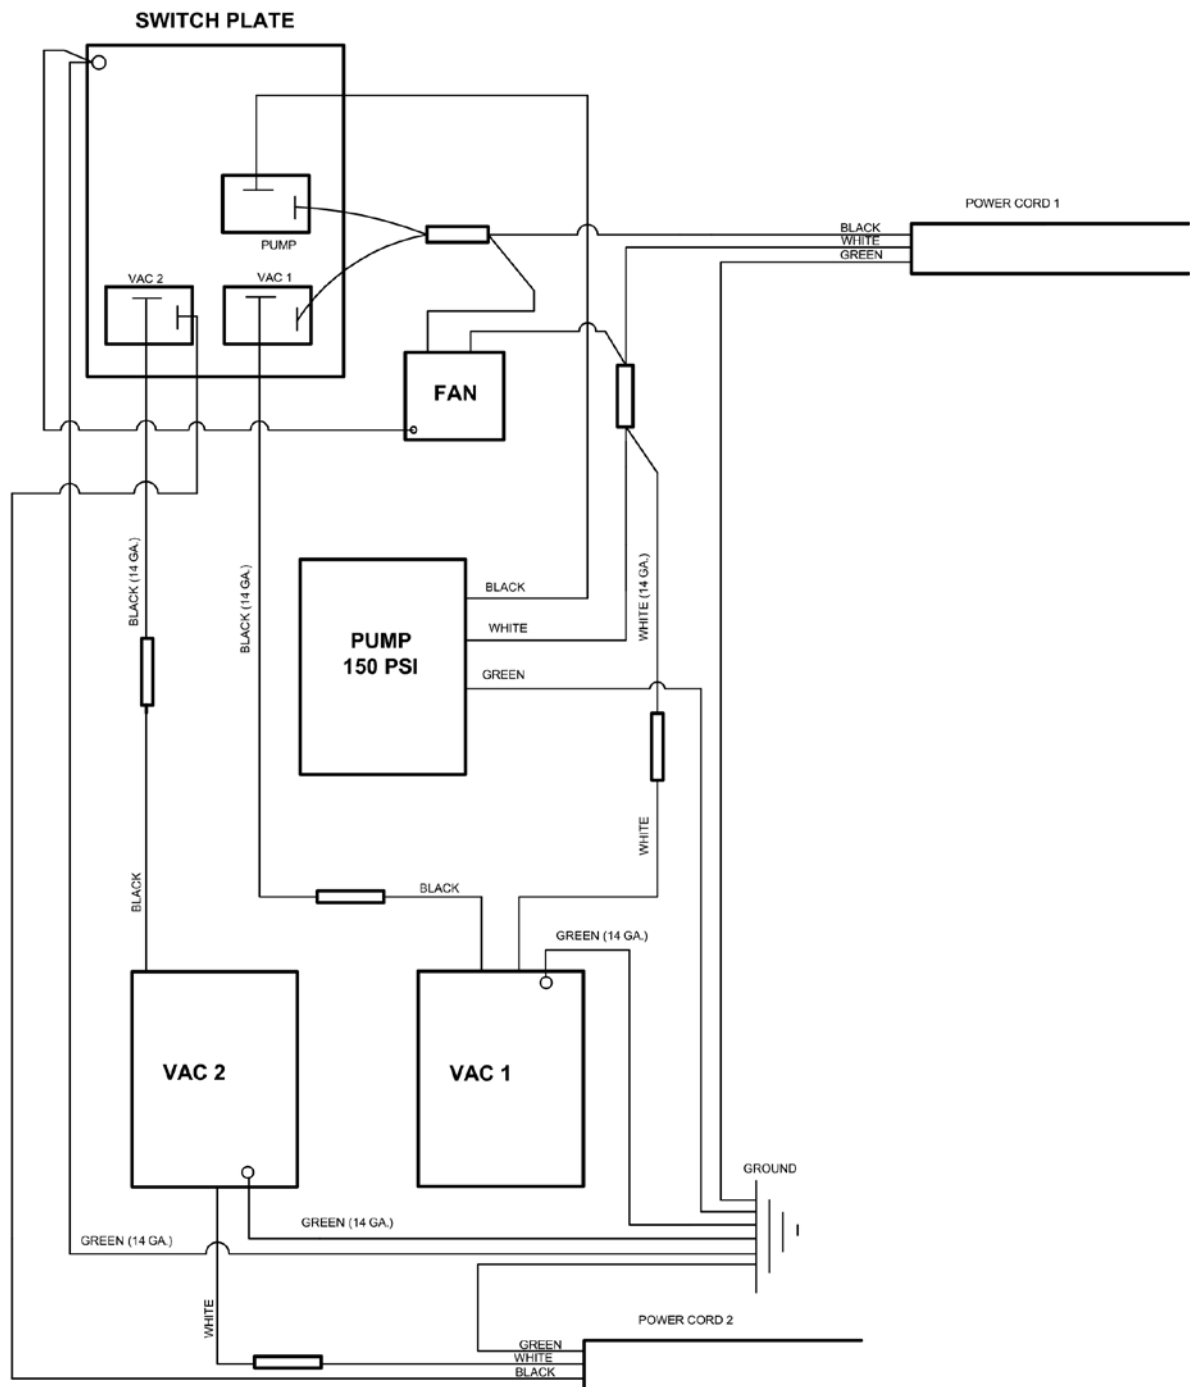 SWITCH PLATE
POWER CORD 1
BLACK
WHITE
GREEN
PUMP
VAC 2
VAC 1
FAN
BLACK (14 GA.)
BLACK (14 GA.)
WHITE (14 GA.)
PUMP
150 PSI
BLACK
WHITE
GREEN
WHITE
BLACK
BLACK
GREEN (14 GA.)
VAC 2
VAC 1
GROUND
GREEN (14 GA.)
GREEN (14 GA.)
WHITE
POWER CORD 2
GREEN
WHITE
BLACK